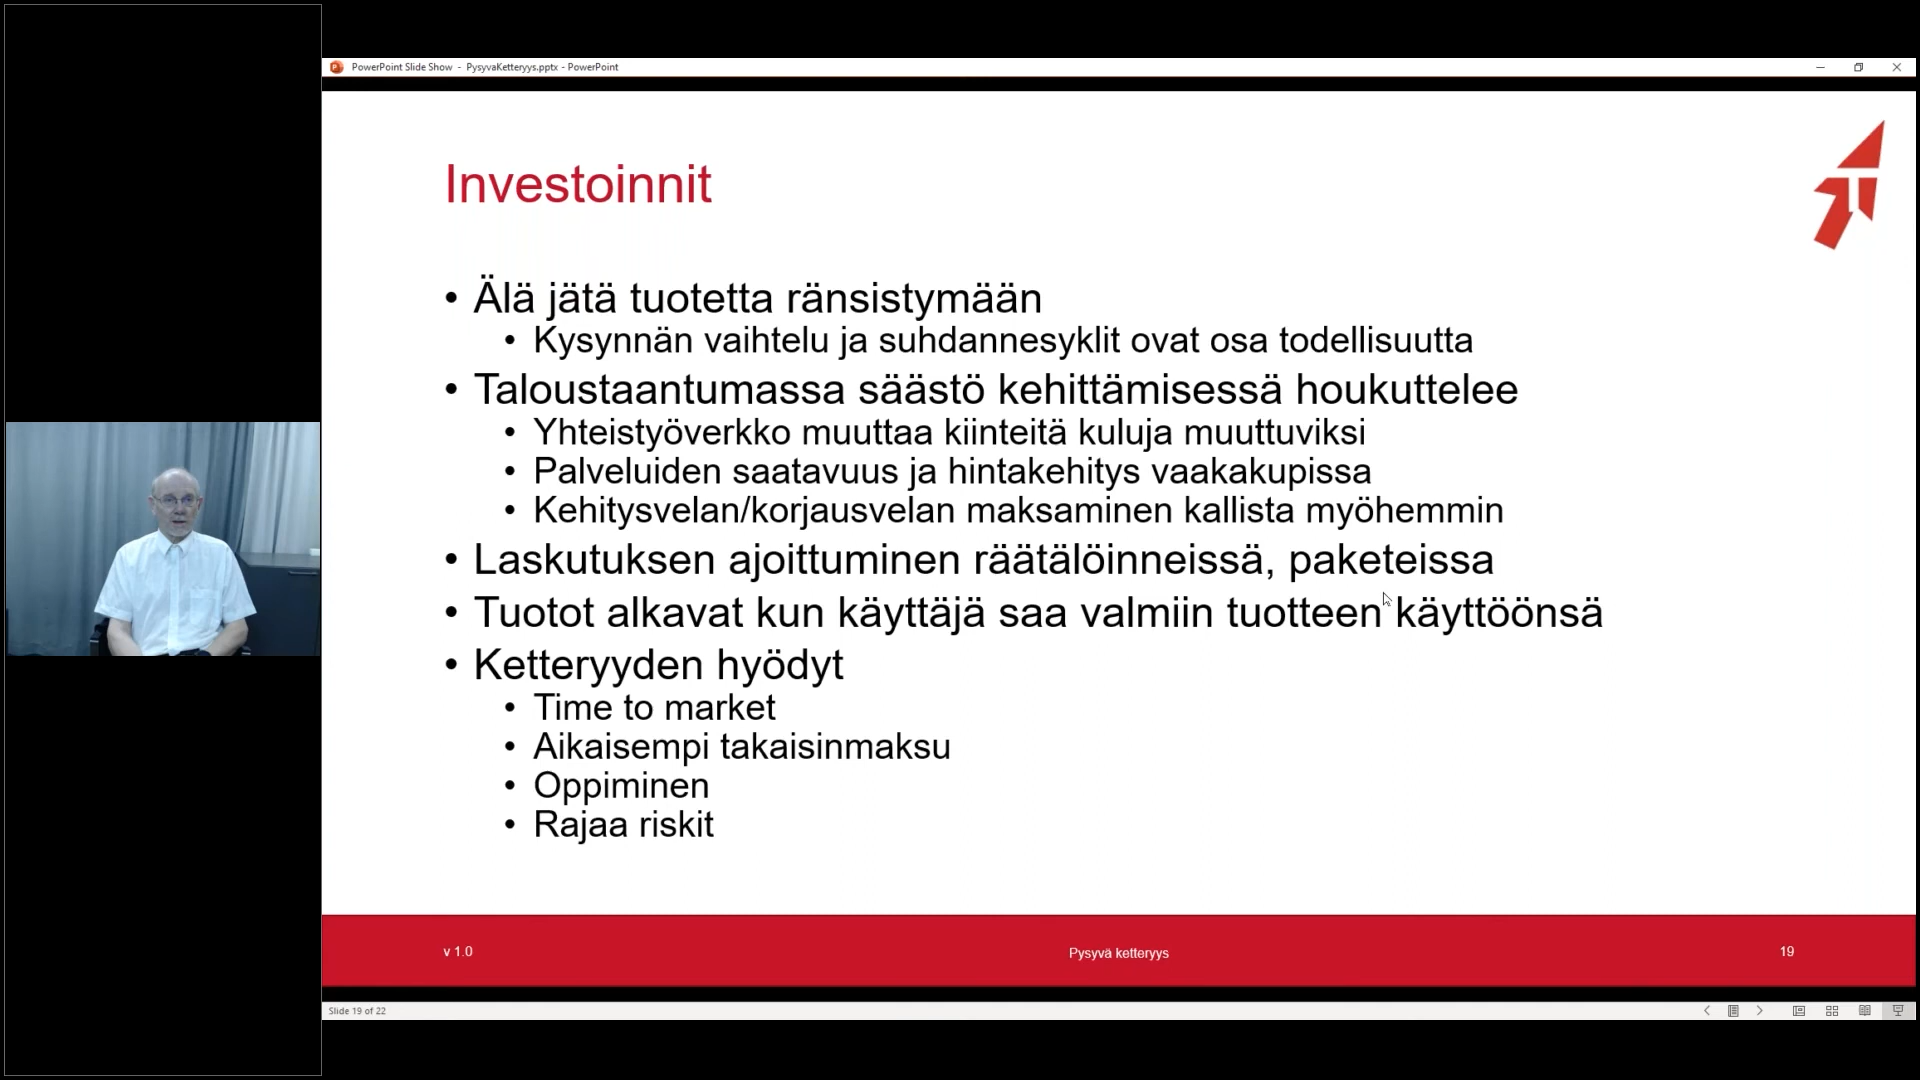 PowerPoint Slide Show - PysyvaKetteryys.pptx - PowerPoint
Investoinnit
• Älä jätä tuotetta ränsistymään
• Kysynnän vaihtelu ja suhdannesyklit ovat osa todellisuutta
• Taloustaantumassa säästö kehittämisessä houkuttelee
• Yhteistyöverkko muuttaa kiinteitä kuluja muuttuviksi
• Palveluiden saatavuus ja hintakehitys vaakakupissa
• Kehitysvelan/korjausvelan maksaminen kallista myöhemmin
• Laskutuksen ajoittuminen räätälöinneissä, paketeissa
• Tuotot alkavat kun käyttäjä saa valmiin tuotteen käyttöönsä
• Ketteryyden hyödyt
• Time to market
• Aikaisempi takaisinmaksu
• Oppiminen
• Rajaa riskit
v 1.0
Pysyvä ketteryys
19
Slide 19 of 22